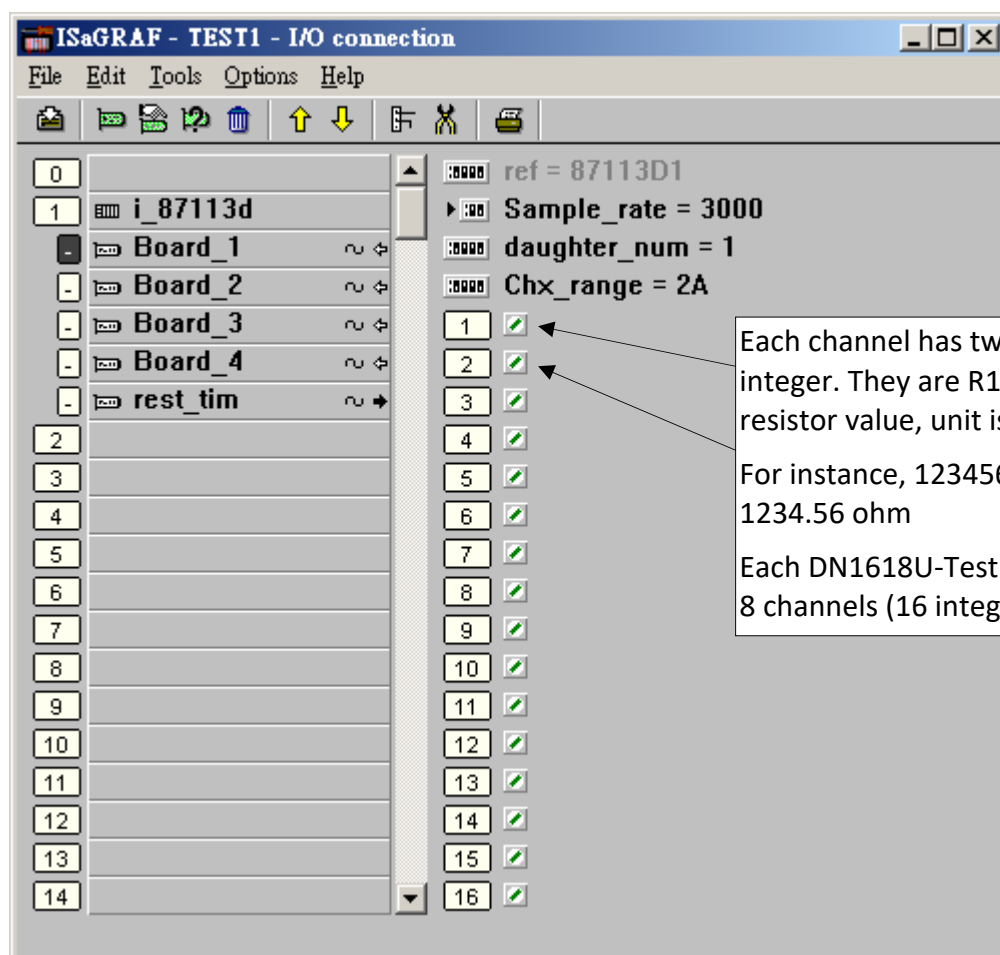 ISaGRAF - TEST1 - I/O connection
File Edit Tools Options Help
0
1 i_87113d
Board_1
Board_2
Board_3
Board_4
rest_tim
2
3
4
5
6
7
8
9
10
11
12
13
14
ref = 87113D1
Sample_rate = 3000
daughter_num = 1
Chx_range = 2A
1
2
3
4
5
6
7
8
9
10
11
12
13
14
15
16
Each channel has
integer. They are R1
resistor value, unit
For instance, 123456
1234.56 ohm
Each DN1618U-Test
8 channels (16